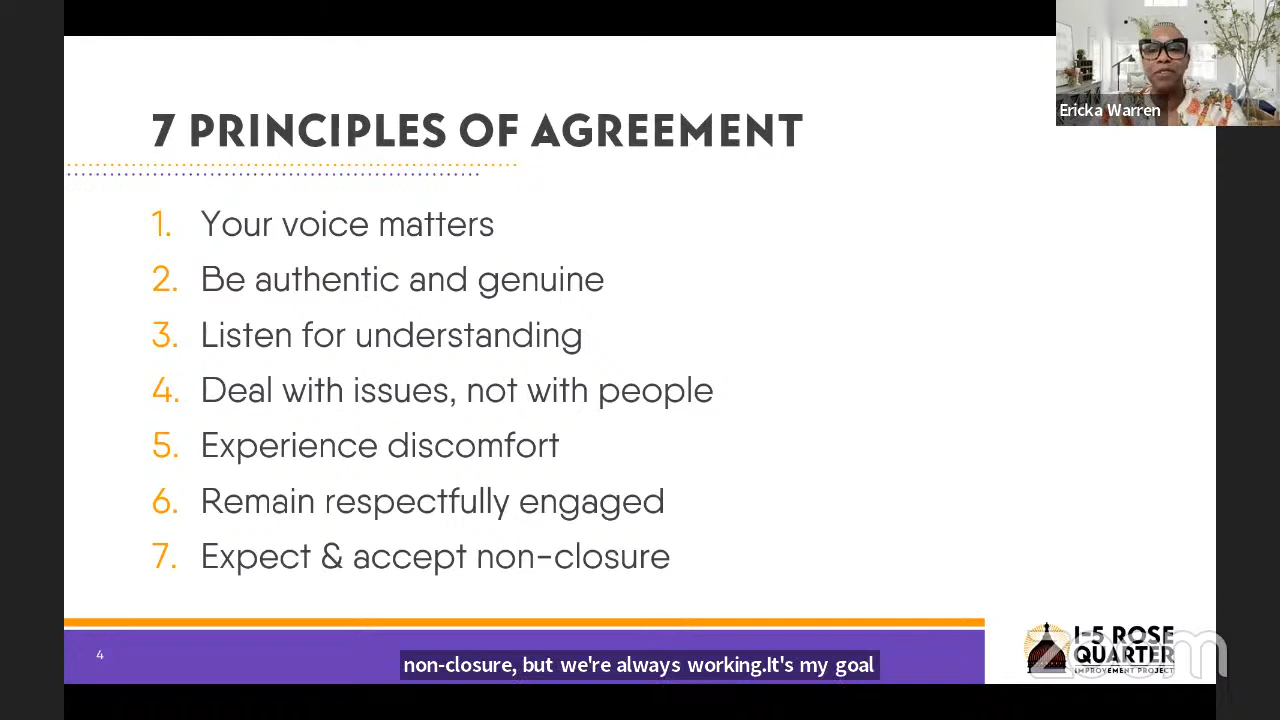 7 PRINCIPLES OF AGREEMENT
Ericka Warren
1. Your voice matters
2. Be authentic and genuine
3. Listen for understanding
4. Deal with issues, not with people
5. Experience discomfort
6. Remain respectfully engaged
7. Expect & accept non-closure
4
non-closure, but we're always working.It's my goal
I-5 ROSE
QUARTER
IMPROVEMENT PROJECT
zoom